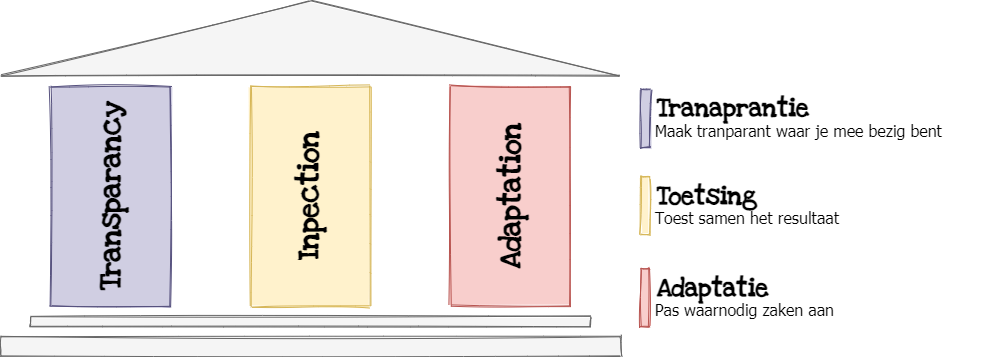 Transparancy
Inpection
Adaptation
Tranaprantie
Maak tranparant waar je mee bezig bent
Toetsing
Toest samen het resultaat
Adaptatie
Pas waarnodig zaken aan